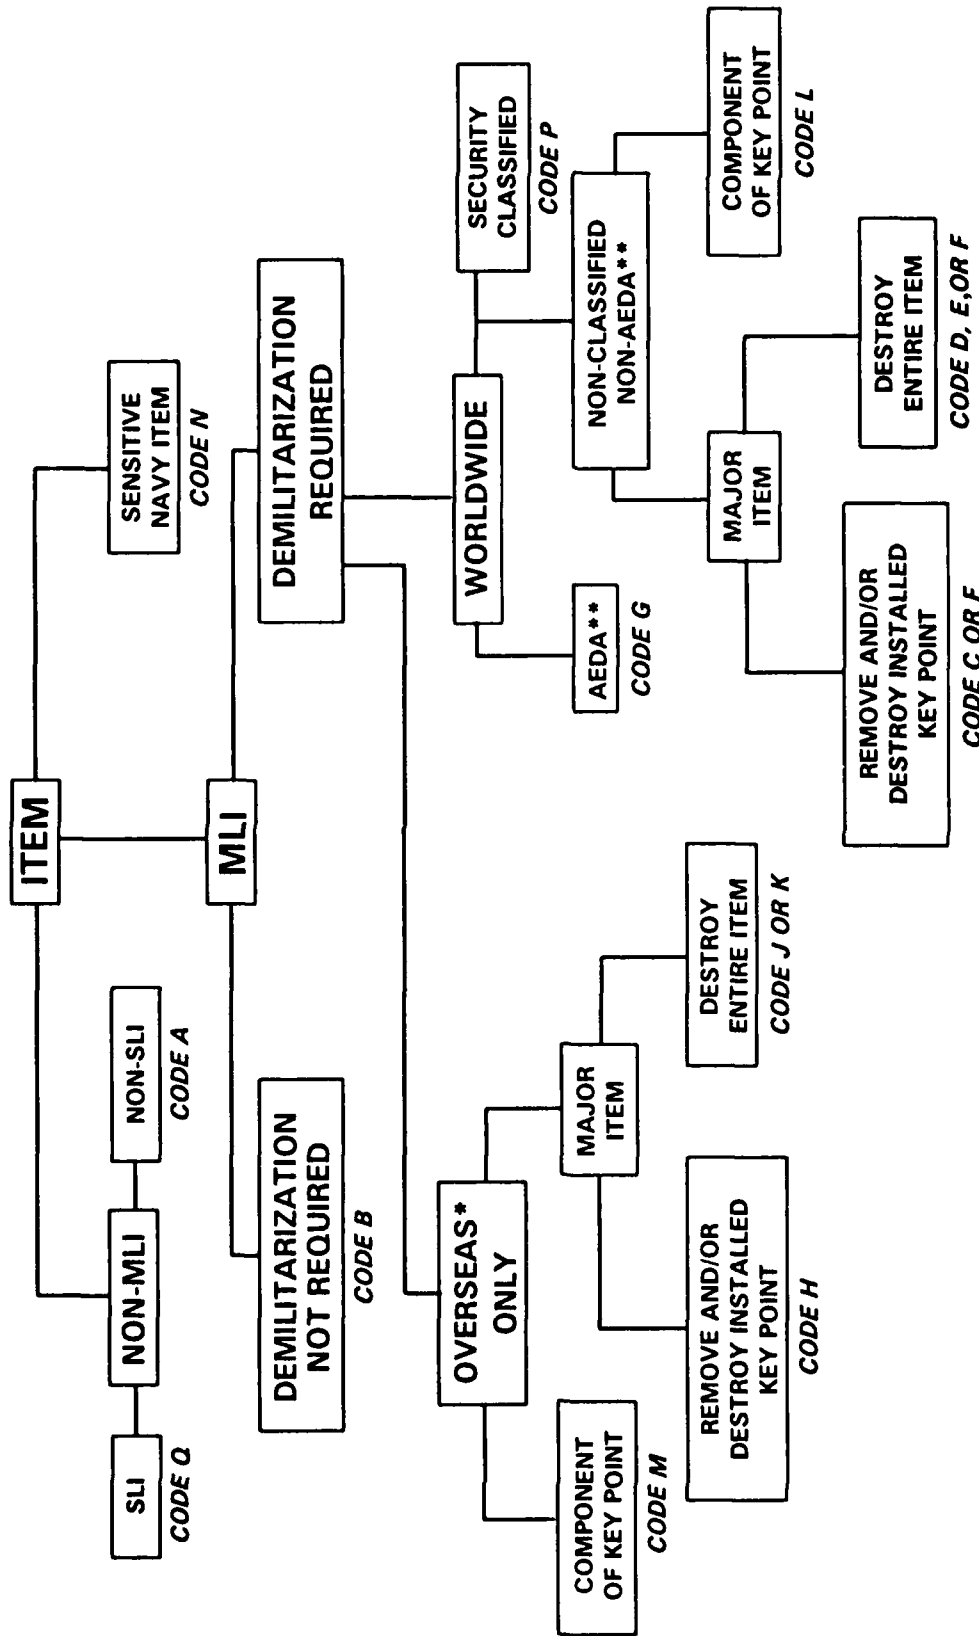 ITEM
SLI
CODE Q
NON-MLI
NON-SLI
CODE A
SENSITIVE
NAVY ITEM
CODE N
MLI
DEMILITARIZATION
NOT REQUIRED
CODE B
DEMILITARIZATION
REQUIRED
OVERSEAS*
ONLY
WORLDWIDE
SECURITY
CLASSIFIED
CODE P
COMPONENT
OF KEY POINT
CODE M
MAJOR
ITEM
AEDA**
CODE G
NON-CLASSIFIED
NON-AEDA**
REMOVE AND/OR
DESTROY INSTALLED
KEY POINT
CODE H
DESTROY
ENTIRE ITEM
CODE J OR K
MAJOR
ITEM
COMPONENT
OF KEY POINT
CODE L
REMOVE AND/OR
DESTROY INSTALLED
KEY POINT
CODE C OR F
DESTROY
ENTIRE ITEM
CODE D, E,OR F